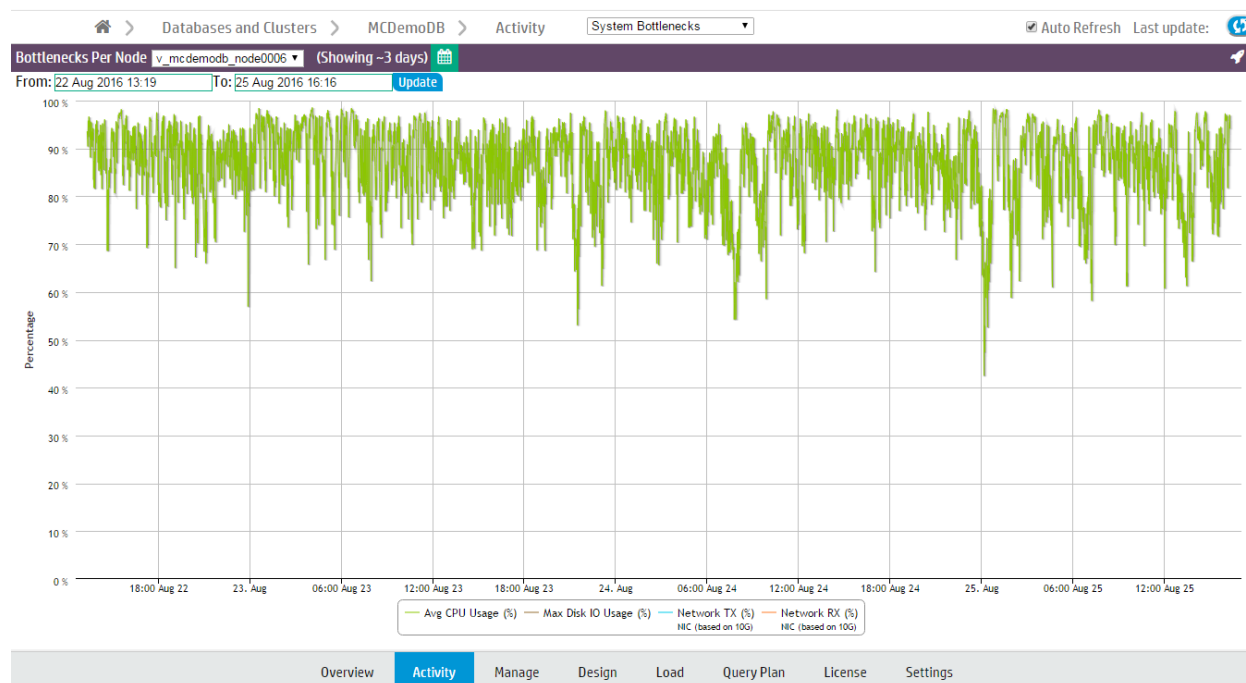 Databases and Clusters MCDemoDB Activity System Bottlenecks Auto Refresh Last update:
Bottlenecks Per Node v_mcdemodb_node0006 (Showing ~3 days)
From: 22 Aug 2016 13:19 To: 25 Aug 2016 16:16 Update
100 %
90 %
80 %
70 %
60 %
50 %
40 %
30 %
20 %
10 %
0 %
Percentage
18:00 Aug 22 23. Aug 06:00 Aug 23 12:00 Aug 23 18:00 Aug 23 24. Aug 06:00 Aug 24 12:00 Aug 24 18:00 Aug 24 25. Aug 06:00 Aug 25 12:00 Aug 25
Avg CPU Usage (%) Max Disk IO Usage (%) Network TX (%) Network RX (%)
NIC (based on 10G) NIC (based on 10G)
Overview Activity Manage Design Load Query Plan License Settings